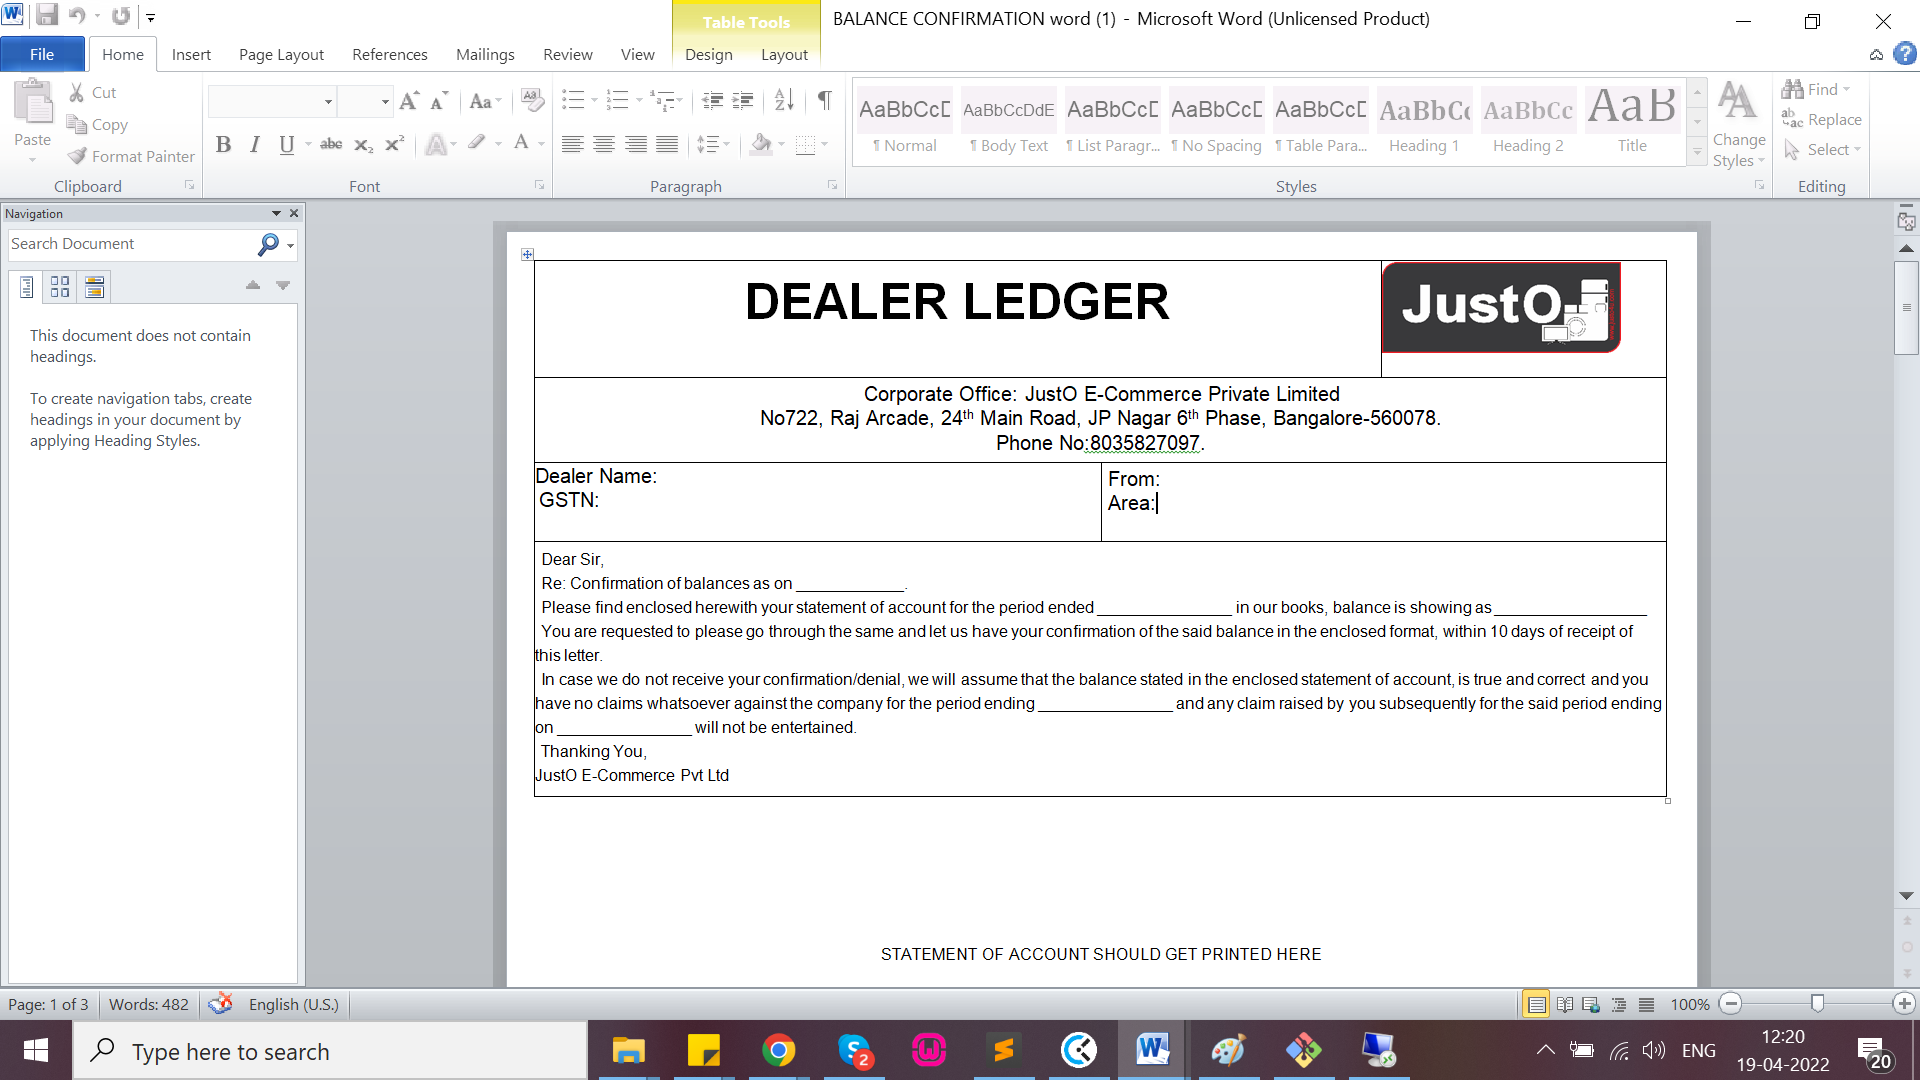 BALANCE CONFIRMATION word (1) - Microsoft Word (Unlicensed Product)
Table Tools
File Home Insert Page Layout References Mailings Review View Design Layout
Paste
Cut
Copy
Format Painter
Clipboard
Font
Paragraph
AaBbCcD AaBbCcDdE AaBbCcD AaBbCcD AaBbCcD AaBbCc AaBbCc AaB
¶ Normal ¶ Body Text ¶ List Paragr... ¶ No Spacing ¶ Table Para... Heading 1 Heading 2 Title
Styles
Change Styles
Find
Replace
Select
Editing
Navigation
Search Document
This document does not contain
headings.
To create navigation tabs, create
headings in your document by
applying Heading Styles.
DEALER LEDGER
JustO
Corporate Office: JustO E-Commerce Private Limited
No722, Raj Arcade, 24th Main Road, JP Nagar 6th Phase, Bangalore-560078.
Phone No:8035827097.
Dealer Name:
GSTN:
From:
Area:
Dear Sir,
Re: Confirmation of balances as on ____________.
Please find enclosed herewith your statement of account for the period ended _______________ in our books, balance is showing as _________________
You are requested to please go through the same and let us have your confirmation of the said balance in the enclosed format, within 10 days of receipt of
this letter.
In case we do not receive your confirmation/denial, we will assume that the balance stated in the enclosed statement of account, is true and correct and you
have no claims whatsoever against the company for the period ending _______________ and any claim raised by you subsequently for the said period ending
on _______________ will not be entertained.
Thanking You,
JustO E-Commerce Pvt Ltd
STATEMENT OF ACCOUNT SHOULD GET PRINTED HERE
Page: 1 of 3 Words: 482 English (U.S.) 100%
Type here to search
2
ENG
12:20
19-04-2022
20